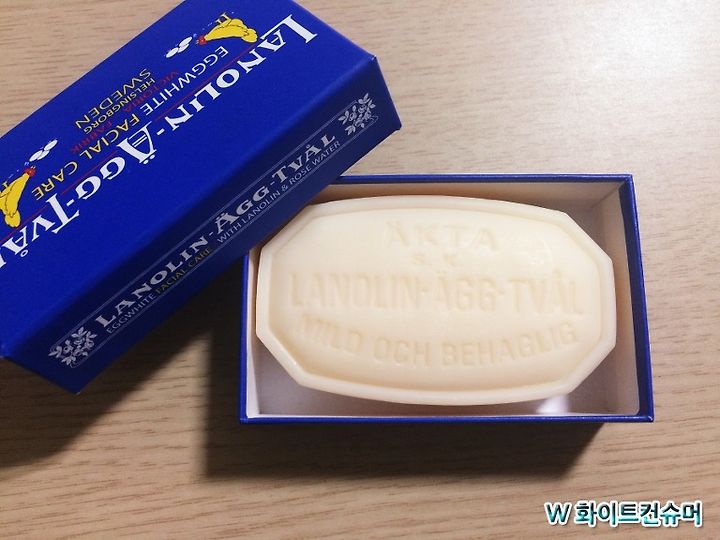 LANOLIN-ÄGG-TVÅL
EGGWHITE FACIAL CARE
VICTORIA
HELSINGBORG
SWEDEN
LANOLIN-ÄGG-TVÅL
EGGWHITE FACIAL CARE WITH LANOLIN & ROSE WATER
ÄKTA
S. K.
LANOLIN-ÄGG-TVÅL
MILD OCH BEHAGLIG
W 화이트컨슈머